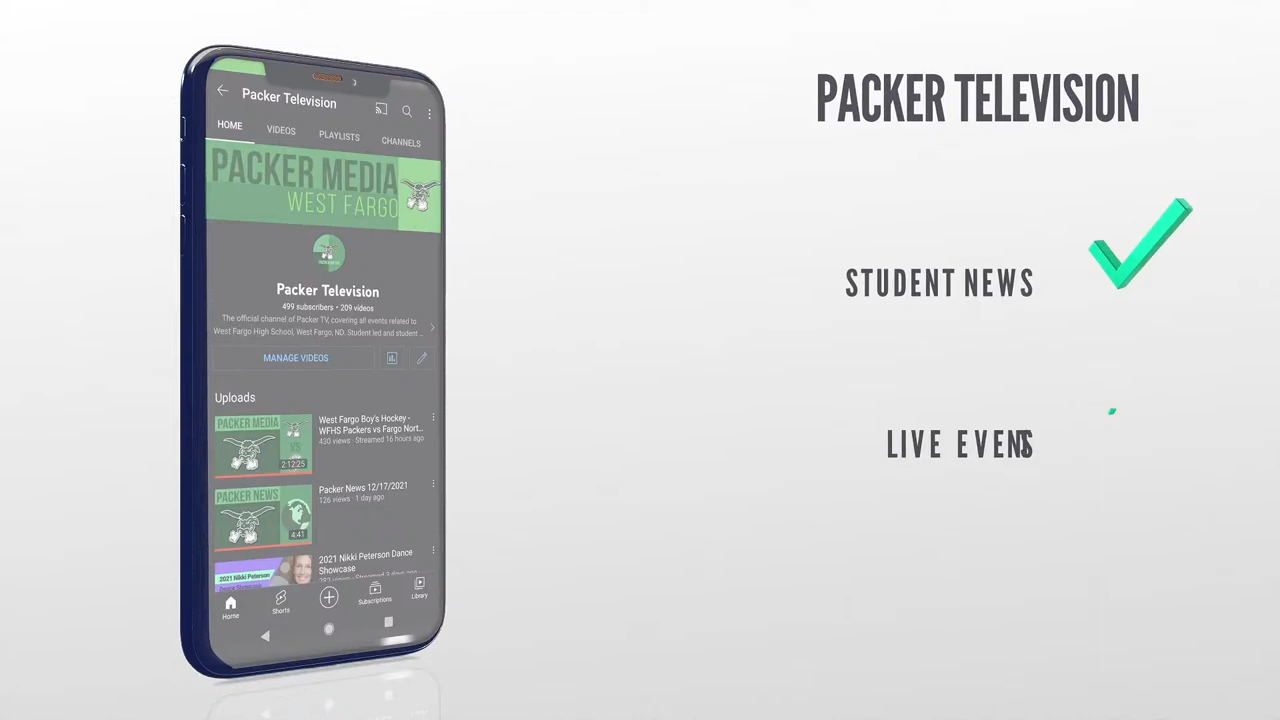 Packer Television
HOME VIDEOS PLAYLISTS CHANNELS
PACKER MEDIA
WEST FARGO
Packer Television
499 subscribers • 209 videos
The official channel of Packer TV, covering all events related to
West Fargo High School, West Fargo, ND. Student led and student ...
MANAGE VIDEOS
Uploads
PACKER MEDIA
VS
2:12:25
West Fargo Boy's Hockey -
WFHS Packers vs Fargo Nort...
430 views · Streamed 16 hours ago
PACKER NEWS
4:41
Packer News 12/17/2021
126 views · 1 day ago
2021 Nikki Peterson
2021 Nikki Peterson Dance
Showcase
Home Shorts Subscriptions Library
PACKER TELEVISION
STUDENT NEWS
LIVE